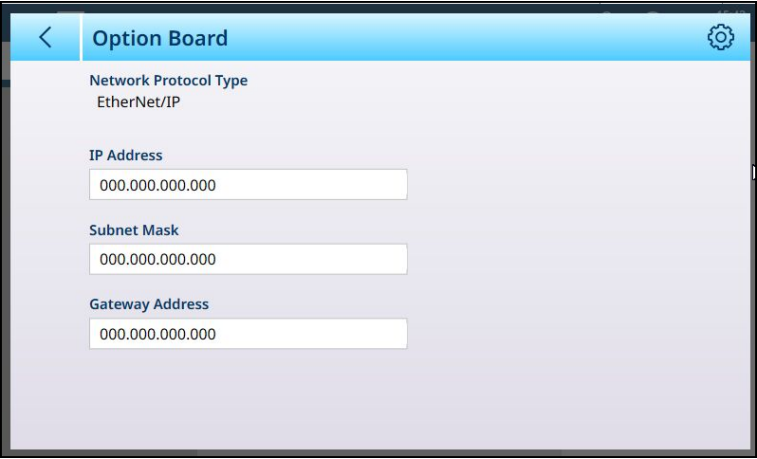 Option Board
Network Protocol Type
EtherNet/IP
IP Address
000.000.000.000
Subnet Mask
000.000.000.000
Gateway Address
000.000.000.000